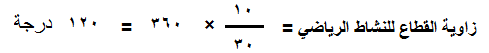 زاوية القطاع للنشاط الرياضي = ١٠/٣٠ × ٣٦٠ = ١٢٠ درجة